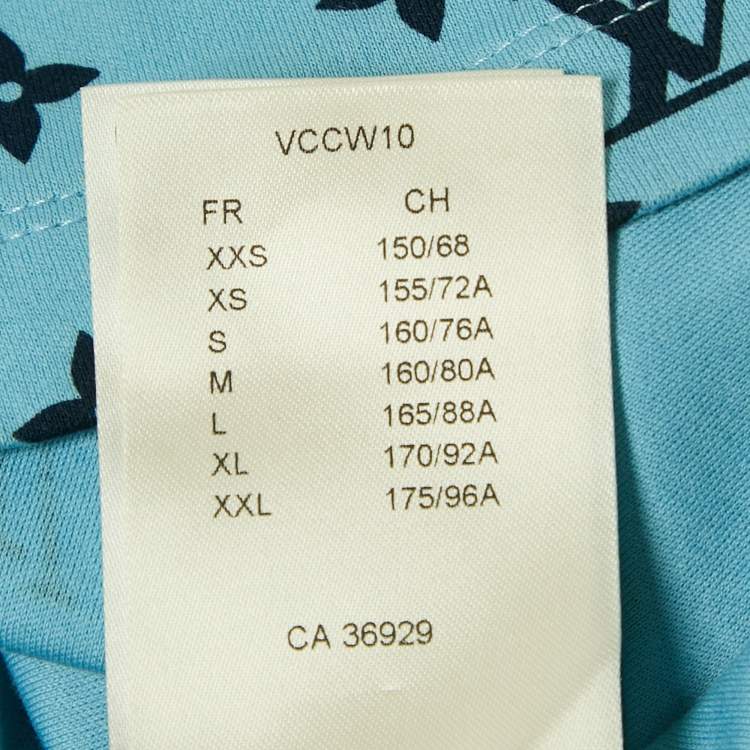 VCCW10
FR CH
XXS 150/68
XS 155/72A
S 160/76A
M 160/80A
L 165/88A
XL 170/92A
XXL 175/96A
CA 36929